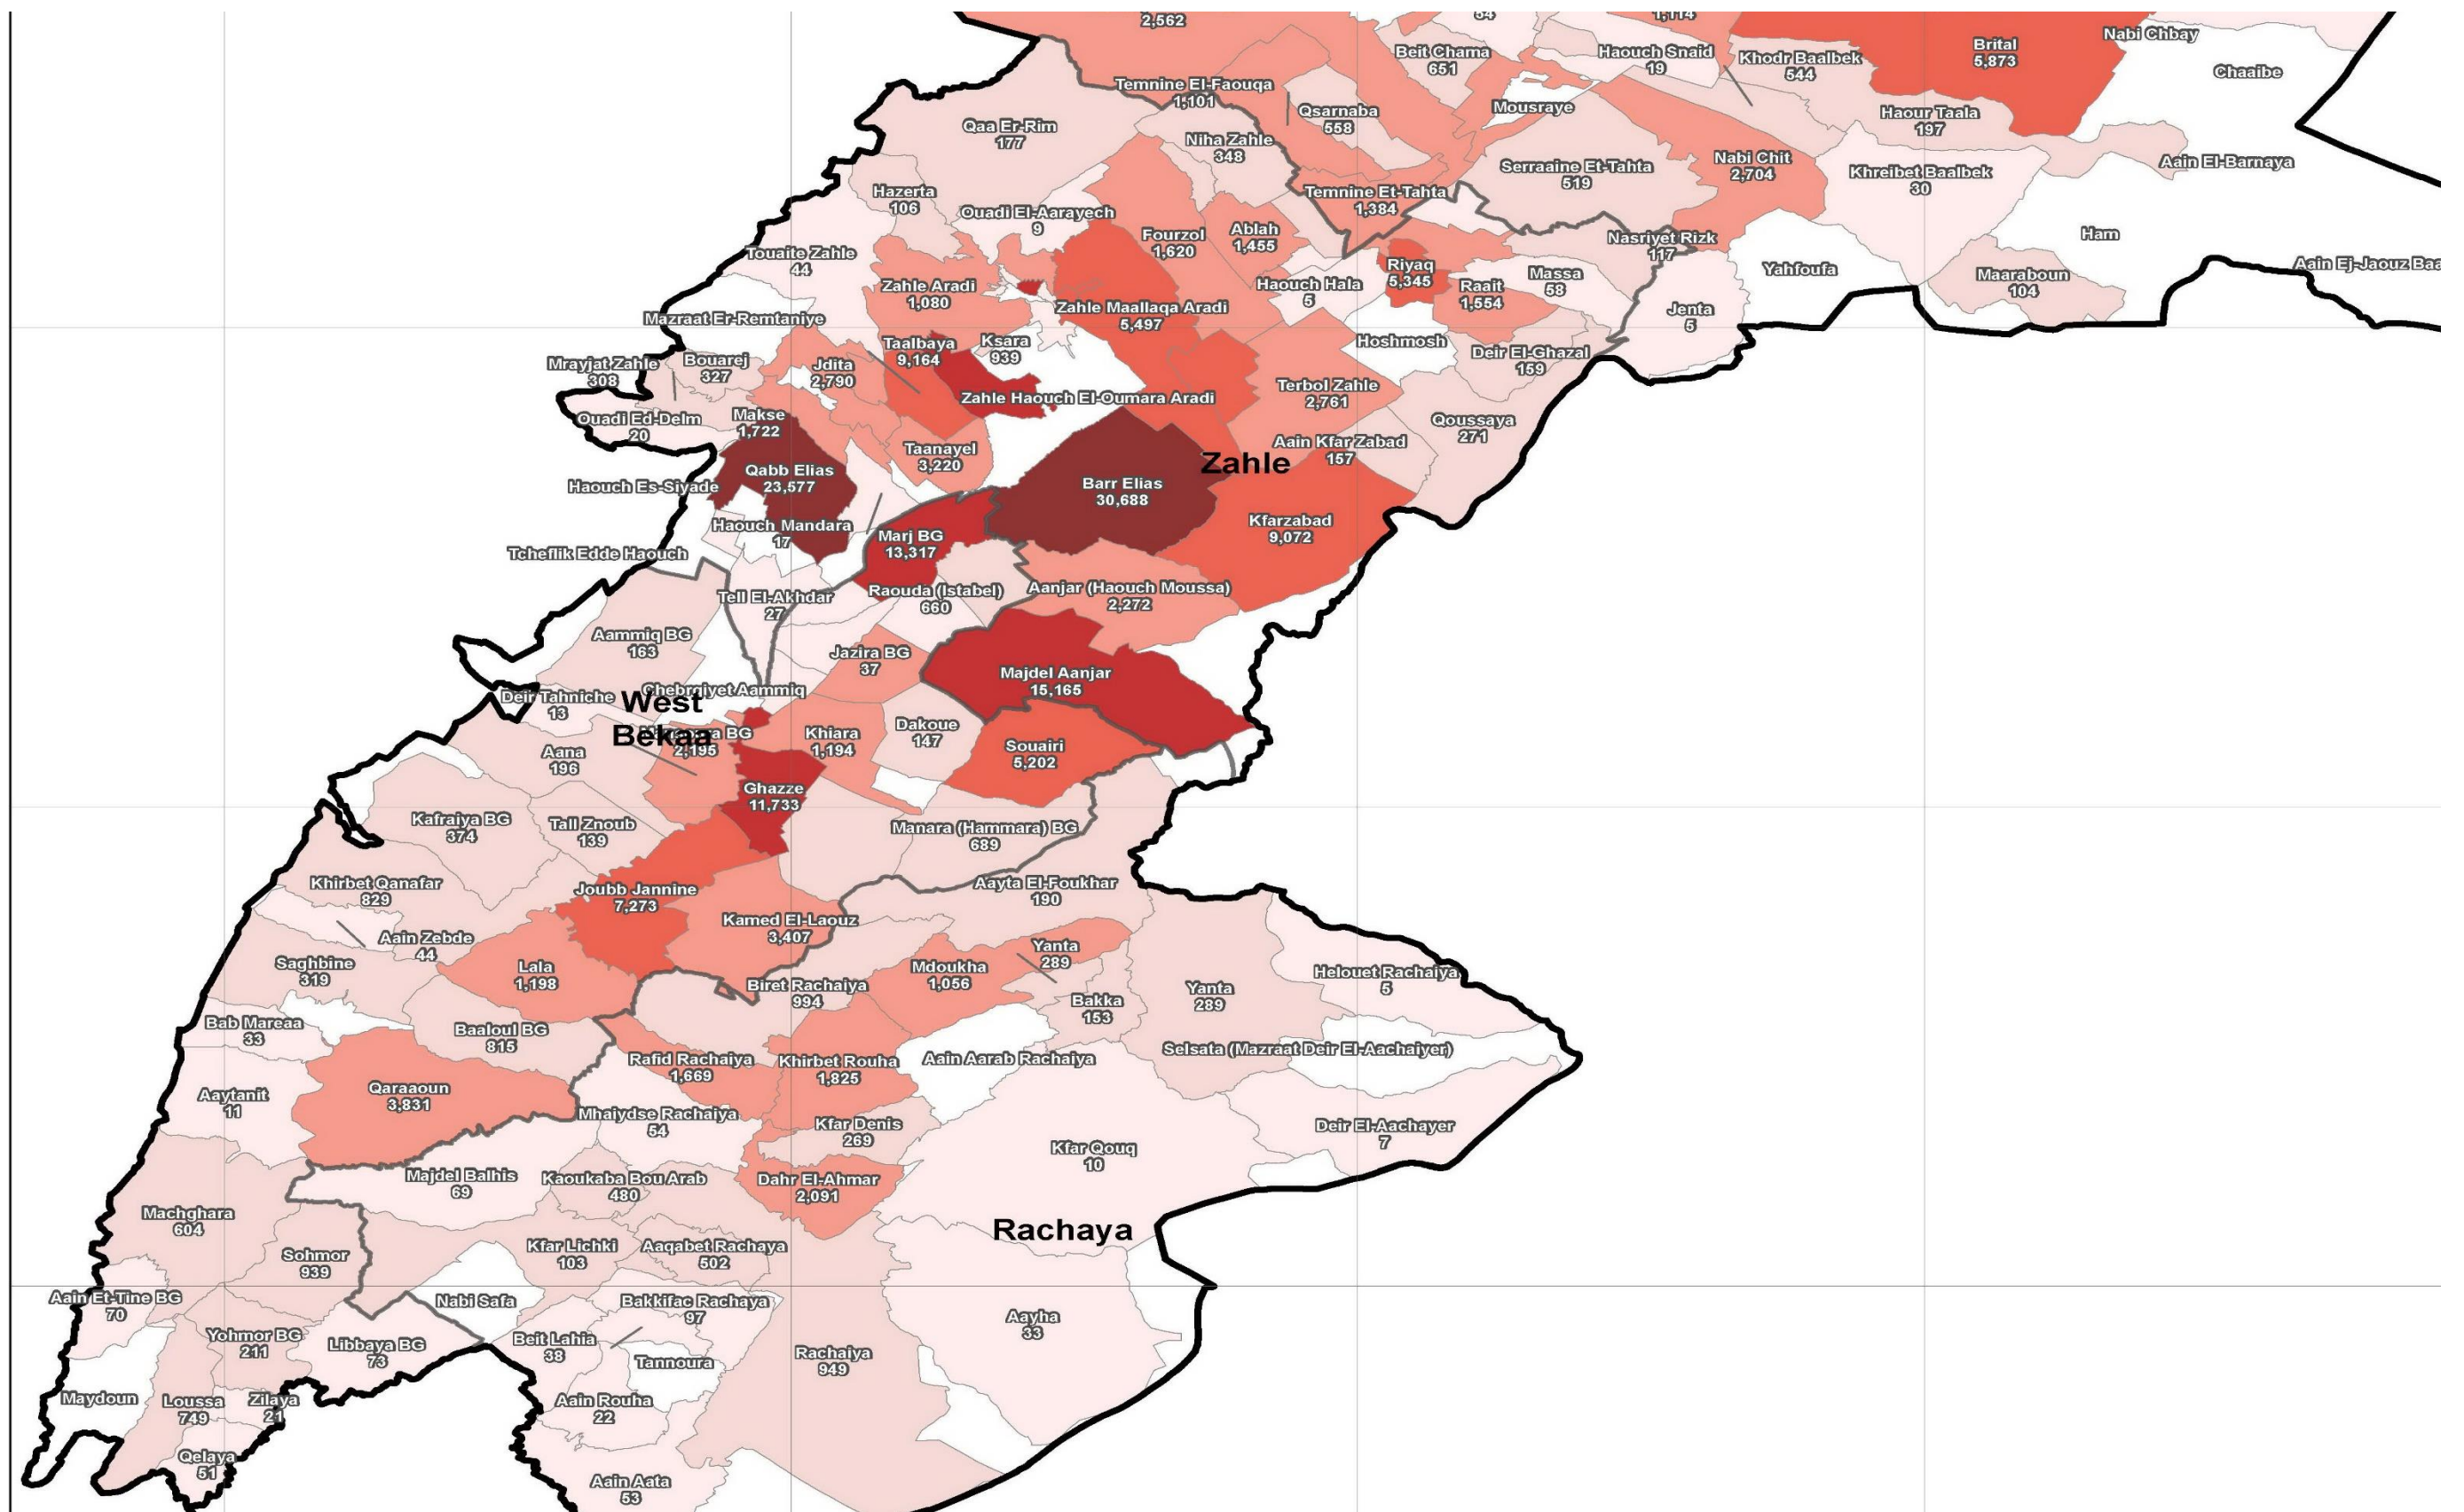 2,562
54
1,114
Nabi Chbay
Brital
5,873
Beit Chama
651
Haouch Snaid
19
Khodr Baalbek
544
Chaaibe
Temnine El-Faouqa
1,101
Qsarnaba
558
Mousraye
Haour Taala
197
Qaa Er-Rim
177
Niha Zahle
348
Serraaine Et-Tahta
519
Nabi Chit
2,704
Khreibet Baalbek
30
Aain El-Barnaya
Hazerta
106
Temnine Et-Tahta
1,384
Ouadi El-Aarayech
9
Fourzol
1,620
Ablah
1,455
Nasriyet Rizk
117
Ham
Touaite Zahle
44
Riyaq
5,345
Massa
58
Yahfoufa
Maaraboun
104
Aain Ej-Jaouz Baa
Zahle Aradi
1,080
Haouch Hala
5
Raait
1,554
Zahle Maallaqa Aradi
5,497
Jenta
5
Mazraat Er-Remtaniye
Taalbaya
9,164
Ksara
939
Hoshmosh
Deir El-Ghazal
159
Mrayjat Zahle
308
Bouarej
327
Jdita
2,790
Terbol Zahle
2,761
Zahle Haouch El-Oumara Aradi
Ouadi Ed-Delm
20
Makse
1,722
Qoussaya
271
Taanayel
3,220
Aain Kfar Zabad
157
Zahle
Qabb Elias
23,577
Barr Elias
30,688
Haouch Es-Siyade
Haouch Mandara
17
Marj BG
13,317
Kfarzabad
9,072
Tcheflik Edde Haouch
Tell El-Akhdar
27
Raouda (Istabel)
660
Aanjar (Haouch Moussa)
2,272
Aammiq BG
163
Jazira BG
37
Majdel Aanjar
15,165
Chebrqiyet Aammiq
Deir Tahniche
13
West
Bekaa
BG
2,195
Khiara
1,194
Dakoue
147
Souairi
5,202
Aana
196
Ghazze
11,733
Kafraiya BG
374
Tall Znoub
139
Manara (Hammara) BG
689
Khirbet Qanafar
829
Joubb Jannine
7,273
Aayta El-Foukhar
190
Kamed El-Laouz
3,407
Aain Zebde
44
Saghbine
319
Lala
1,198
Yanta
289
Mdoukha
1,056
Helouet Rachaiya
5
Biret Rachaiya
994
Bakka
153
Yanta
289
Bab Mareaa
33
Baaloul BG
815
Selsata (Mazraat Deir El-Aachaiyer)
Rafid Rachaiya
1,669
Khirbet Rouha
1,825
Aain Aarab Rachaiya
Qaraaoun
3,831
Aaytanit
11
Mhaiydse Rachaiya
54
Kfar Denis
269
Deir El-Aachayer
7
Kfar Qouq
10
Majdel Balhis
69
Kaoukaba Bou Arab
480
Dahr El-Ahmar
2,091
Machghara
604
Rachaya
Sohmor
939
Kfar Lichki
103
Aaqabet Rachaya
502
Aain Et-Tine BG
70
Nabi Safa
Bakkifac Rachaya
97
Aayha
33
Yohmor BG
211
Libbaya BG
73
Beit Lahia
38
Rachaiya
949
Tannoura
Maydoun
Loussa
749
Zilaya
21
Aain Rouha
22
Qelaya
51
Aain Aata
53